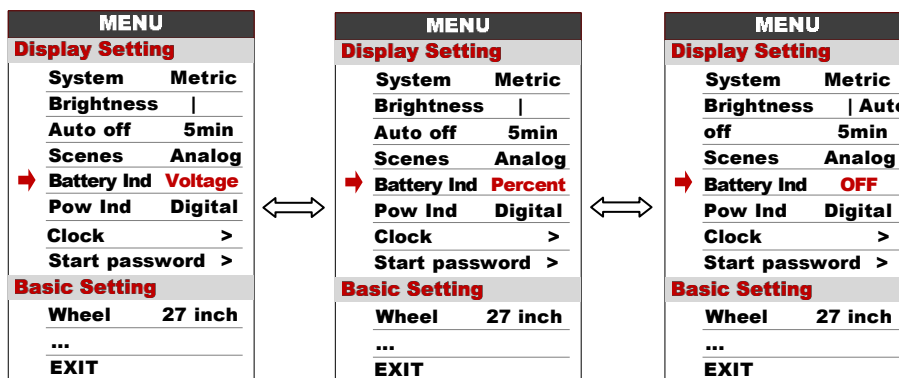 MENU
Display Setting
System Metric
Brightness |
Auto off 5min
Scenes Analog
Battery Ind Voltage
Pow Ind Digital
Clock >
Start password >
Basic Setting
Wheel 27 inch
...
EXIT
MENU
Display Setting
System Metric
Brightness |
Auto off 5min
Scenes Analog
Battery Ind Percent
Pow Ind Digital
Clock >
Start password >
Basic Setting
Wheel 27 inch
...
EXIT
MENU
Display Setting
System Metric
Brightness | Auto
off 5min
Scenes Analog
Battery Ind OFF
Pow Ind Digital
Clock >
Start password >
Basic Setting
Wheel 27 inch
...
EXIT